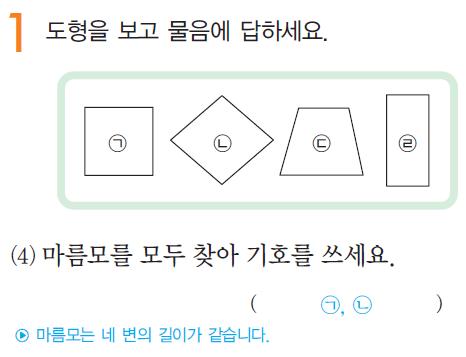 1 도형을 보고 물음에 답하세요.
㉠ ㉡ ㉢ ㉣
(4) 마름모를 모두 찾아 기호를 쓰세요.
( ㉠, ㉡ )
▶ 마름모는 네 변의 길이가 같습니다.